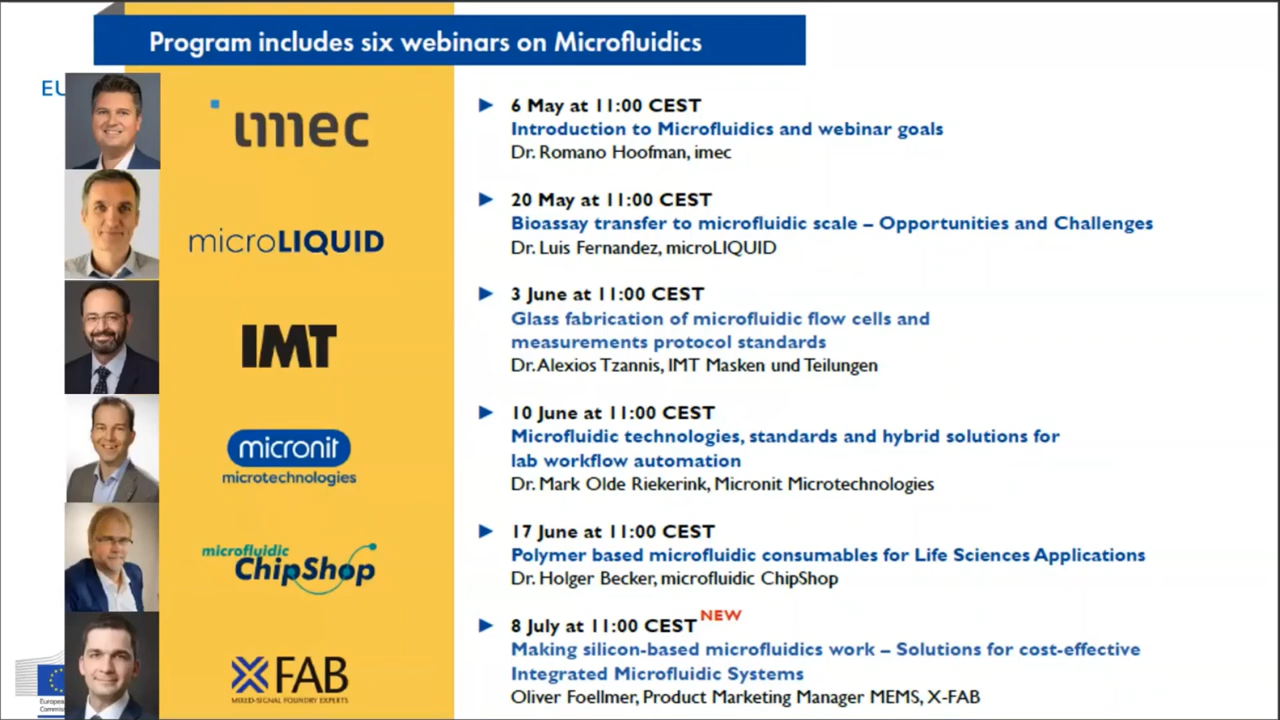 Program includes six webinars on Microfluidics
EU
imec
6 May at 11:00 CEST
Introduction to Microfluidics and webinar goals
Dr. Romano Hoofman, imec
microLIQUID
20 May at 11:00 CEST
Bioassay transfer to microfluidic scale – Opportunities and Challenges
Dr. Luis Fernandez, microLIQUID
IMT
3 June at 11:00 CEST
Glass fabrication of microfluidic flow cells and
measurements protocol standards
Dr. Alexios Tzannis, IMT Masken und Teilungen
micronit
microtechnologies
10 June at 11:00 CEST
Microfluidic technologies, standards and hybrid solutions for
lab workflow automation
Dr. Mark Olde Riekerink, Micronit Microtechnologies
microfluidic
ChipShop
17 June at 11:00 CEST
Polymer based microfluidic consumables for Life Sciences Applications
Dr. Holger Becker, microfluidic ChipShop
XFAB
MIXED-SIGNAL FOUNDRY EXPERTS
8 July at 11:00 CEST NEW
Making silicon-based microfluidics work – Solutions for cost-effective
Integrated Microfluidic Systems
Oliver Foellmer, Product Marketing Manager MEMS, X-FAB
European
Commiss